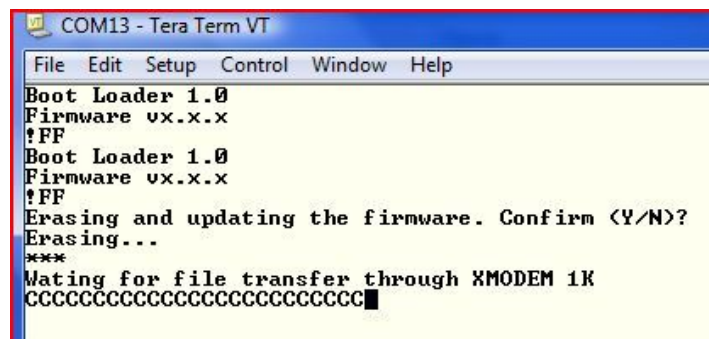 COM13 - Tera Term VT
File Edit Setup Control Window Help
Boot Loader 1.0
Firmware vx.x.x
!FF
Boot Loader 1.0
Firmware vx.x.x
!FF
Erasing and updating the firmware. Confirm (Y/N)?
Erasing...
***
Wating for file transfer through XMODEM 1K
CCCCCCCCCCCCCCCCCCCCCCCCCC